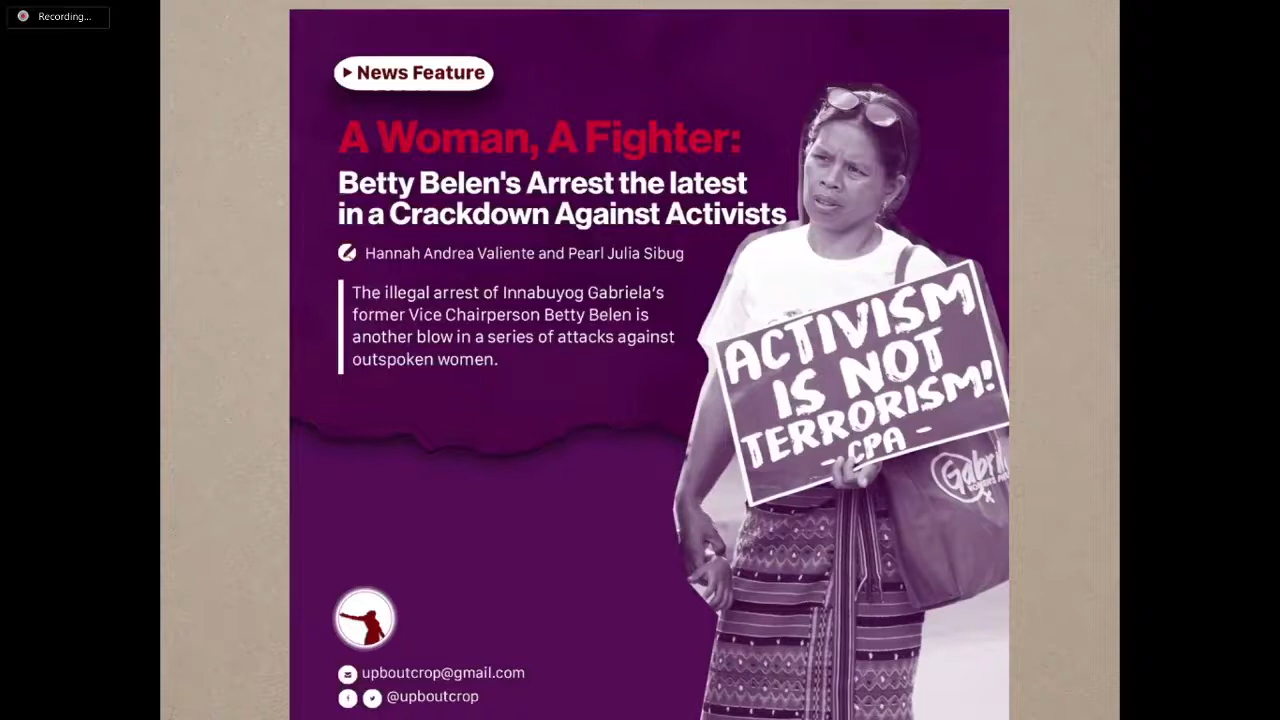 Recording...
News Feature
A Woman, A Fighter:
Betty Belen's Arrest the latest
in a Crackdown Against Activists
Hannah Andrea Valiente and Pearl Julia Sibug
The illegal arrest of Innabuyog Gabriela's
former Vice Chairperson Betty Belen is
another blow in a series of attacks against
outspoken women.
ACTIVISM
IS NOT
TERRORISM!
- CPA -
upboutcrop@gmail.com
@upboutcrop